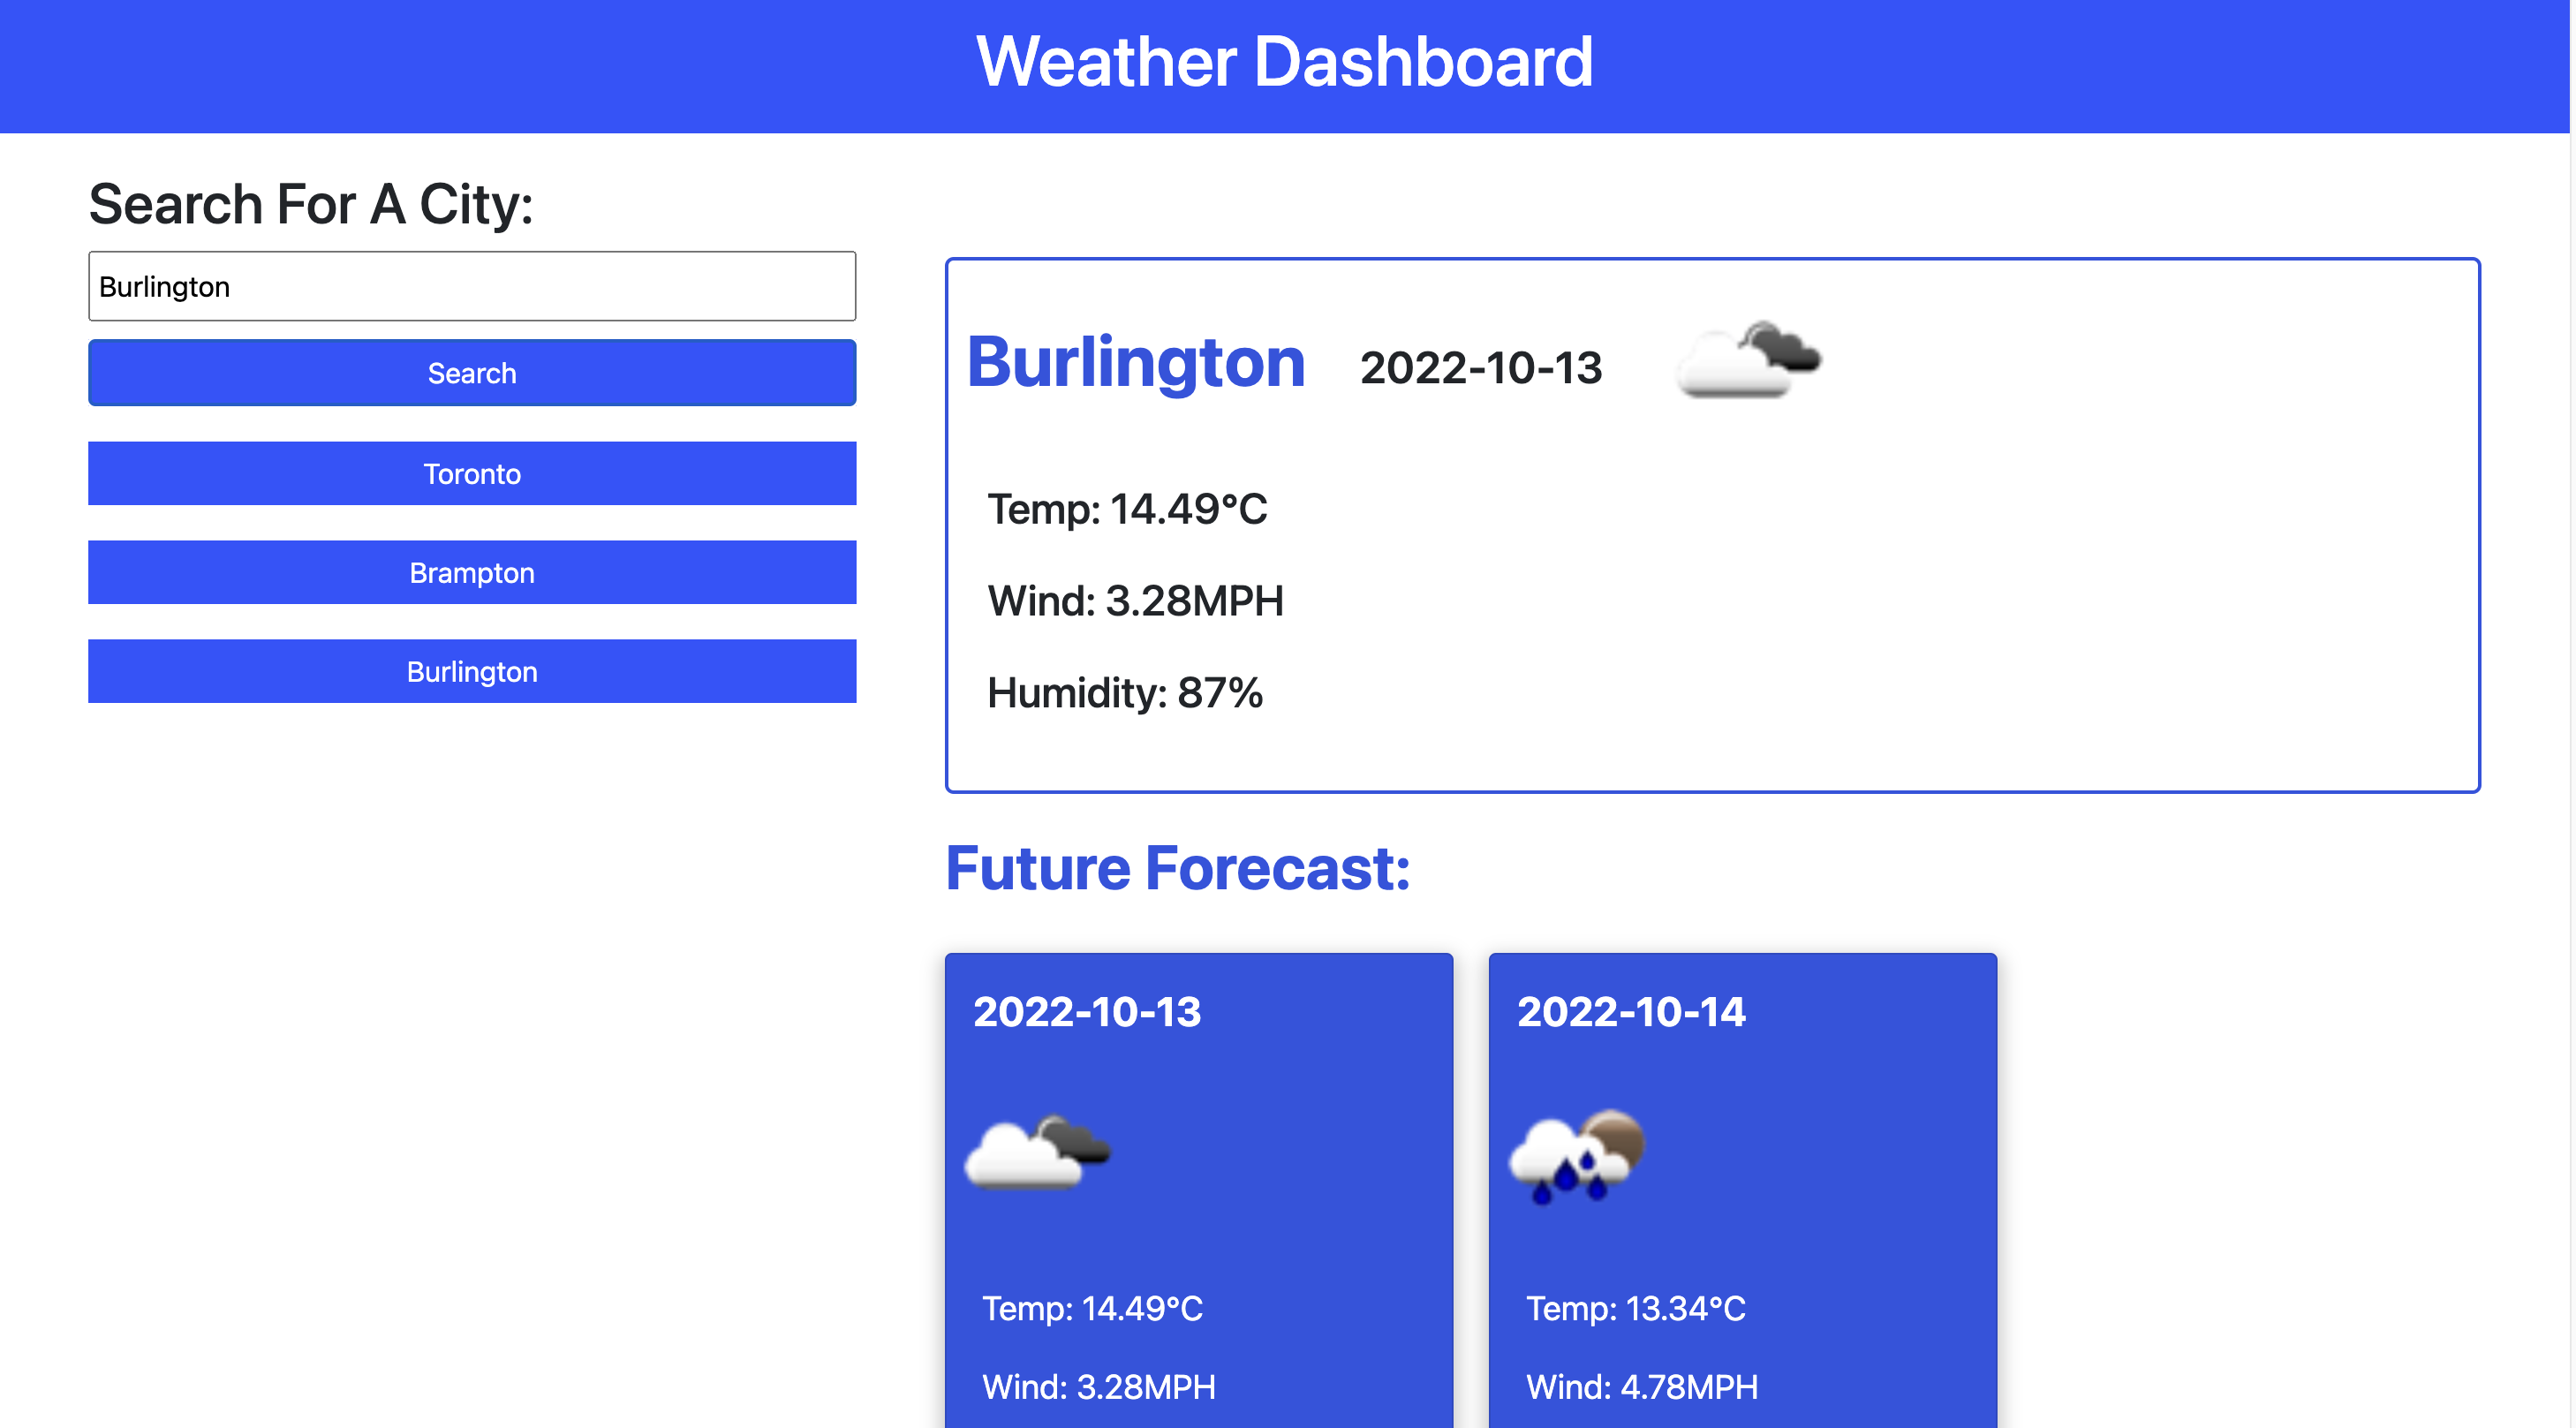 Weather Dashboard
Search For A City:
Burlington
Search
Toronto
Brampton
Burlington
Burlington 2022-10-13
Temp: 14.49°C
Wind: 3.28MPH
Humidity: 87%
Future Forecast:
2022-10-13
Temp: 14.49°C
Wind: 3.28MPH
2022-10-14
Temp: 13.34°C
Wind: 4.78MPH